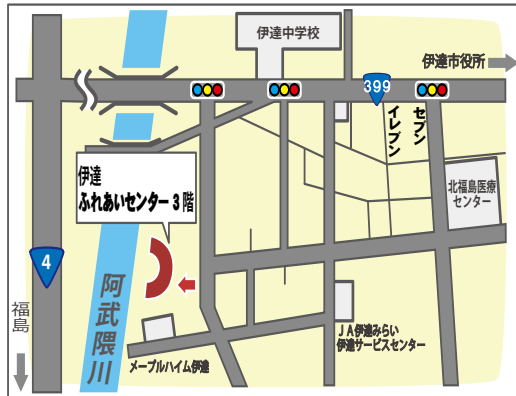 伊達中学校
伊達市役所
399
セブン
イレブン
伊達
ふれあいセンター 3 階
北福島医療
センター
4
福島
阿武隈川
JA伊達みらい
伊達サービスセンター
メープルハイム伊達